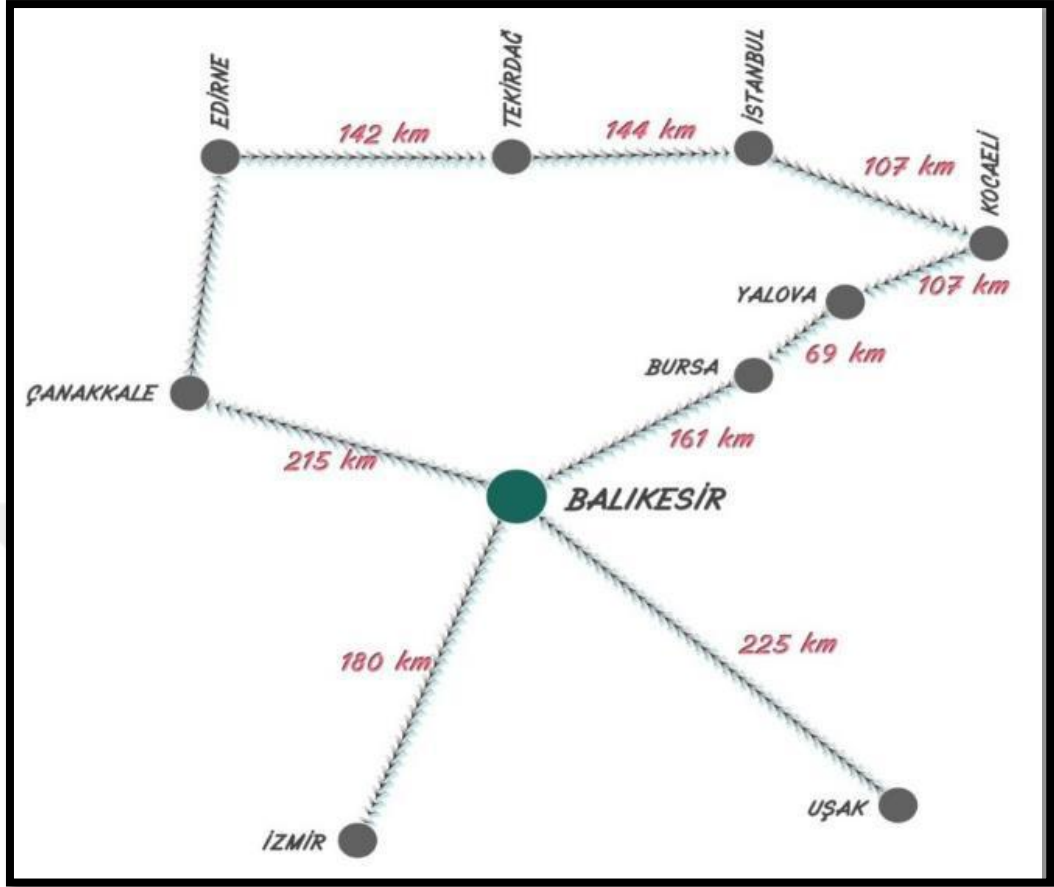 EDİRNE
TEKİRDAĞ
İSTANBUL
KOCAELİ
142 km
144 km
107 km
107 km
YALOVA
69 km
BURSA
161 km
ÇANAKKALE
215 km
BALIKESİR
180 km
225 km
UŞAK
İZMİR